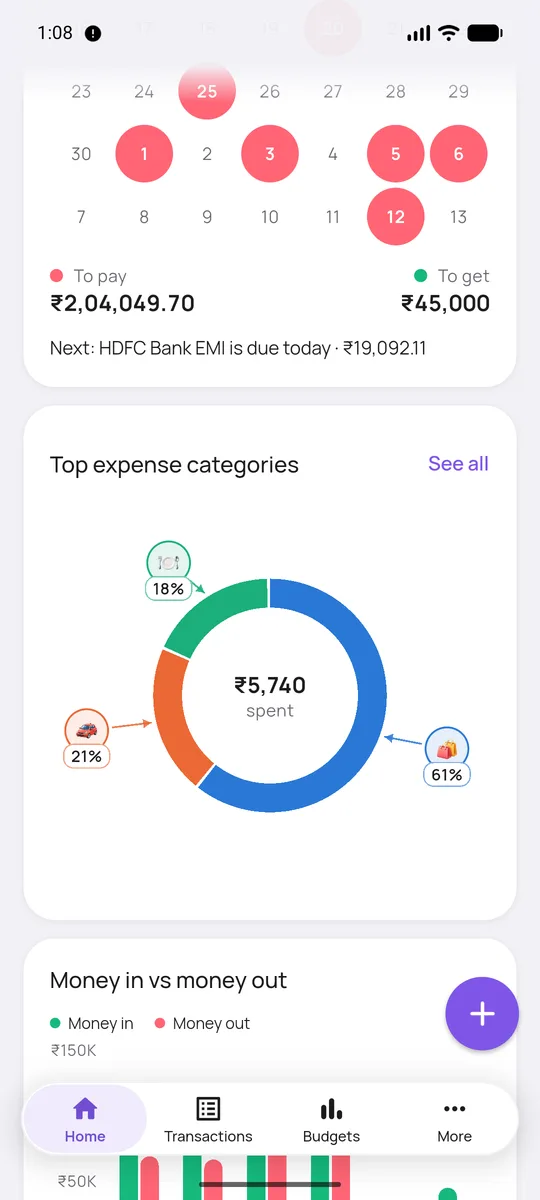 1:08
23 24 25 26 27 28 29
30 1 2 3 4 5 6
7 8 9 10 11 12 13
To pay To get
₹2,04,049.70 ₹45,000
Next: HDFC Bank EMI is due today · ₹19,092.11
Top expense categories See all
18%
₹5,740
spent
21%
61%
Money in vs money out
Money in Money out
₹150K
Home Transactions Budgets More
₹50K